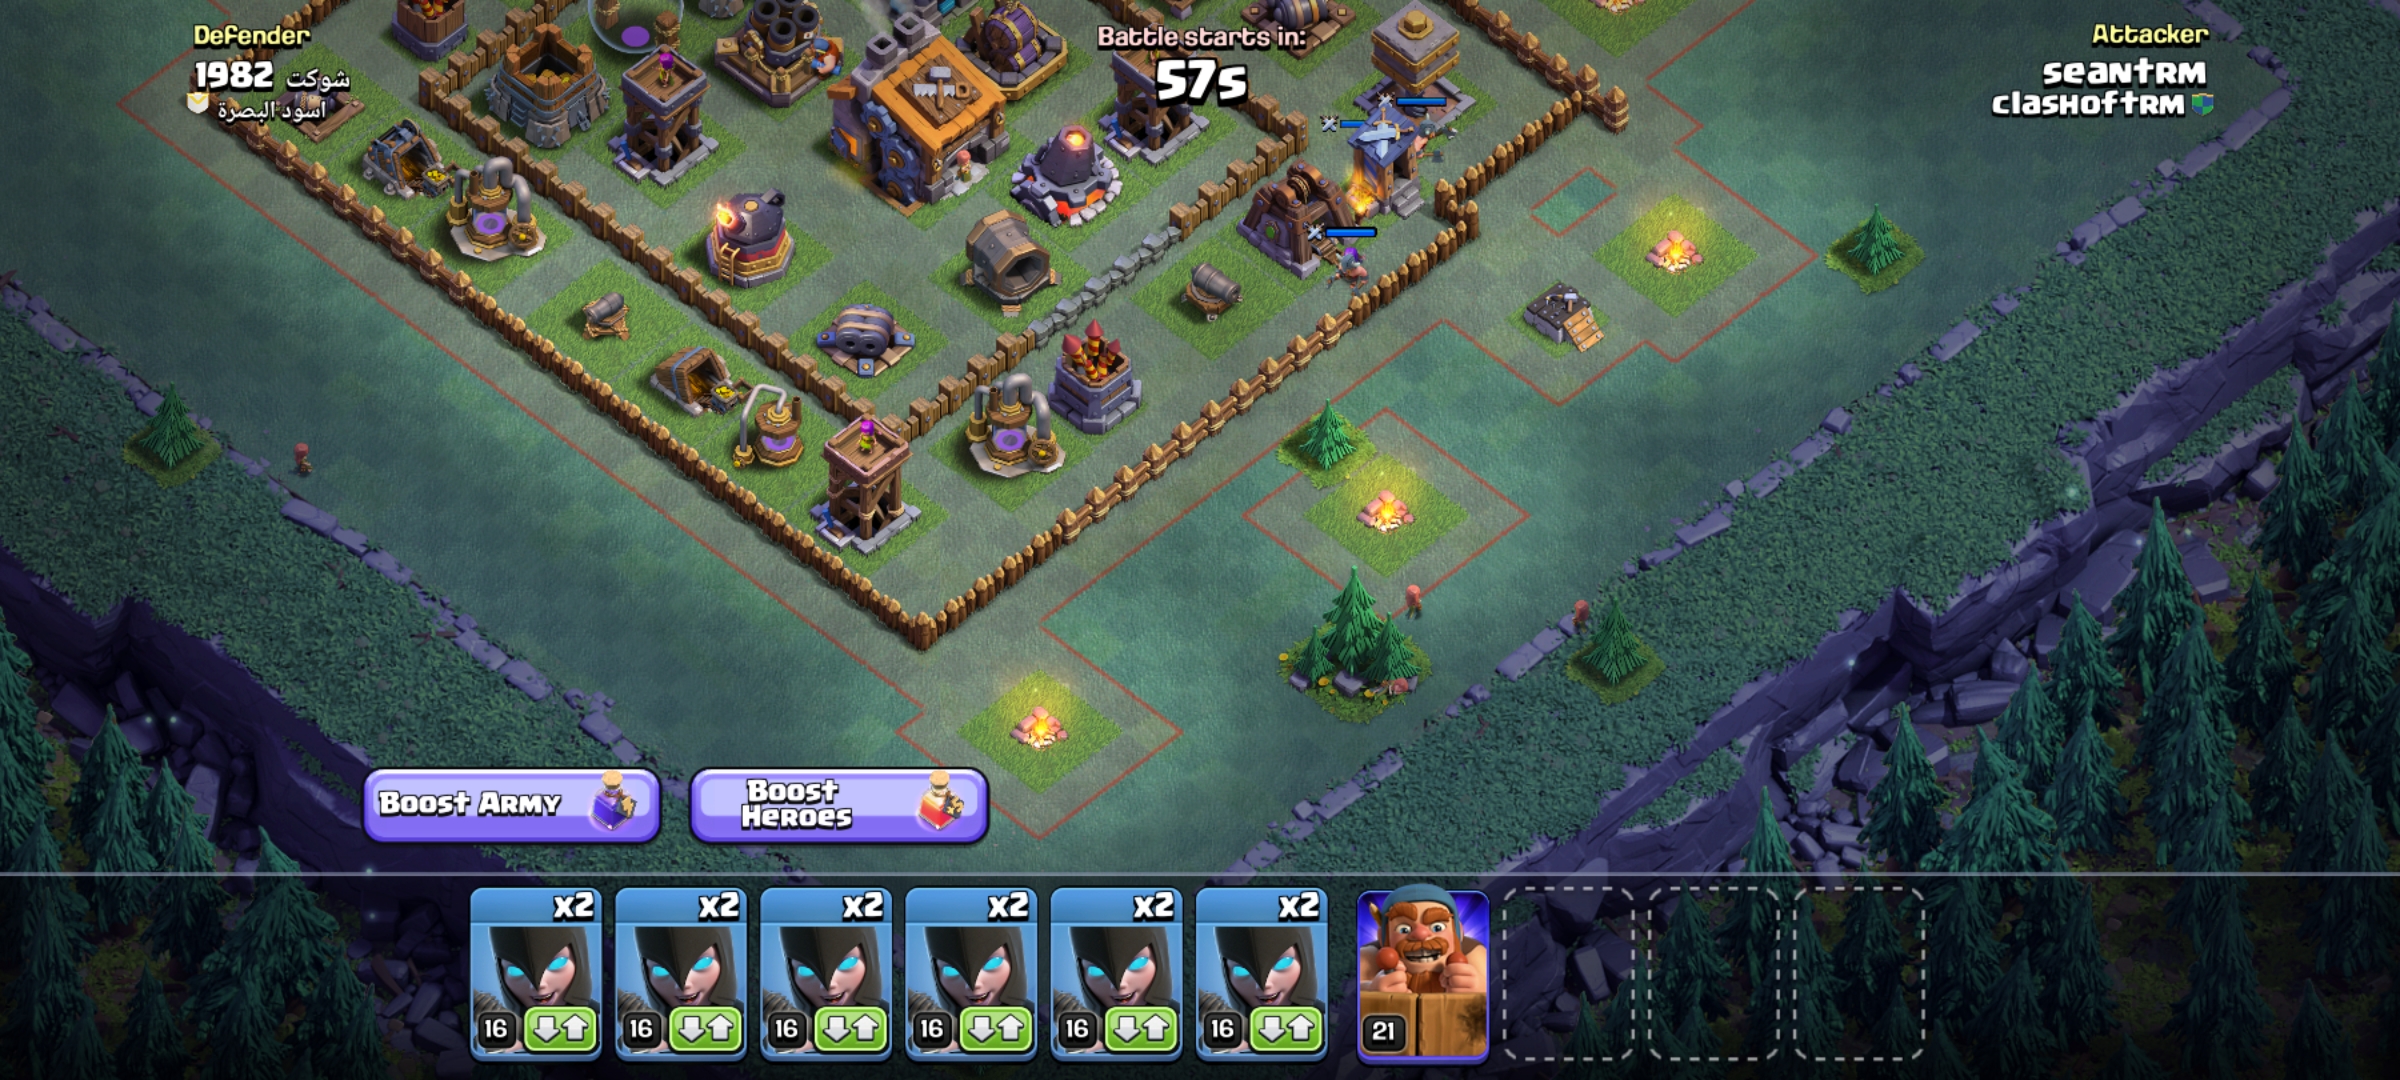 Defender
1982 شوكت
اسود البصرة
Battle starts in:
57s
Attacker
seantRM
clashoftRM
Boost Army
Boost Heroes
x2
x2
x2
x2
x2
x2
16
16
16
16
16
16
21